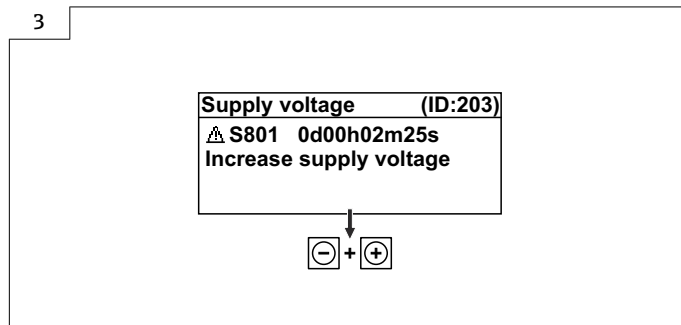 3
Supply voltage (ID:203)
⚠ S801 0d00h02m25s
Increase supply voltage
− + +